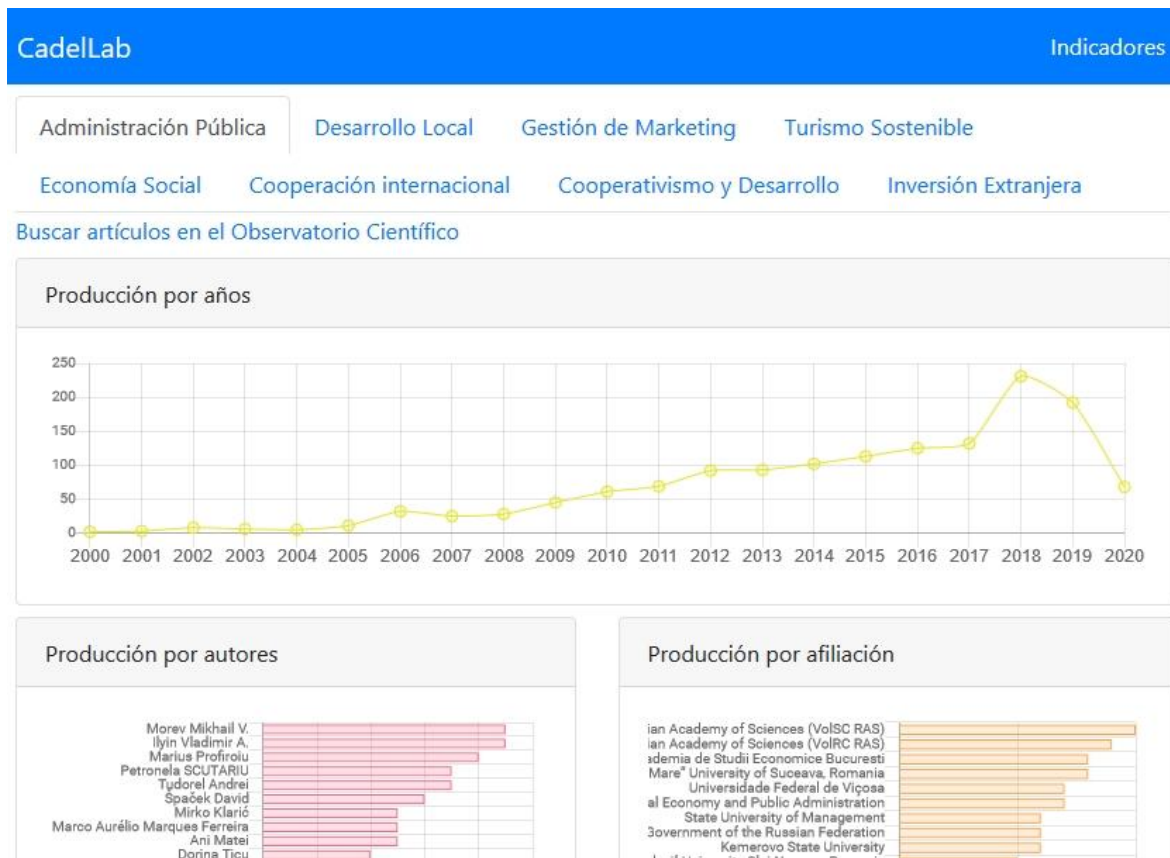 CadelLab
Indicadores
Administración Pública
Desarrollo Local
Gestión de Marketing
Turismo Sostenible
Economía Social
Cooperación internacional
Cooperativismo y Desarrollo
Inversión Extranjera
Buscar artículos en el Observatorio Científico
Producción por años
250
200
150
100
50
0
2000 2001 2002 2003 2004 2005 2006 2007 2008 2009 2010 2011 2012 2013 2014 2015 2016 2017 2018 2019 2020
Producción por autores
Morev Mikhail V.
Ilyin Vladimir A.
Marius Profiroiu
Petronela SCUTARIU
Tudorel Andrei
Špaček David
Mirko Klarić
Marco Aurélio Marques Ferreira
Ani Matei
Dorina Ticu
Producción por afiliación
ian Academy of Sciences (VolSC RAS)
ian Academy of Sciences (VolRC RAS)
ademia de Studii Economice Bucuresti
Mare" University of Suceava, Romania
Universidade Federal de Viçosa
al Economy and Public Administration
State University of Management
Government of the Russian Federation
Kemerovo State University